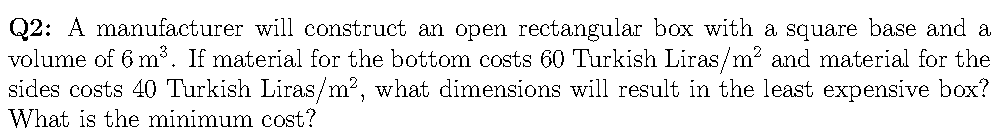 Q2: A manufacturer will construct an open rectangular box with a square base and a
volume of 6 m³. If material for the bottom costs 60 Turkish Liras/m² and material for the
sides costs 40 Turkish Liras/m², what dimensions will result in the least expensive box?
What is the minimum cost?